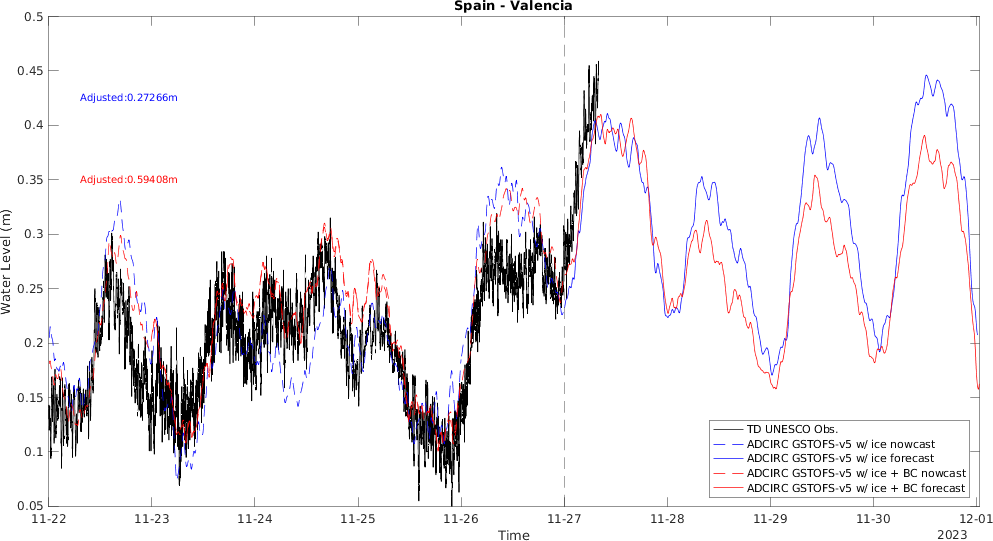 Spain - Valencia
0.5
0.45
0.4
0.35
0.3
0.25
0.2
0.15
0.1
0.05
Water Level (m)
Adjusted:0.27266m
Adjusted:0.59408m
TD UNESCO Obs.
ADCIRC GSTOFS-v5 w/ ice nowcast
ADCIRC GSTOFS-v5 w/ ice forecast
ADCIRC GSTOFS-v5 w/ ice + BC nowcast
ADCIRC GSTOFS-v5 w/ ice + BC forecast
11-22 11-23 11-24 11-25 11-26 11-27 11-28 11-29 11-30 12-01
Time
2023